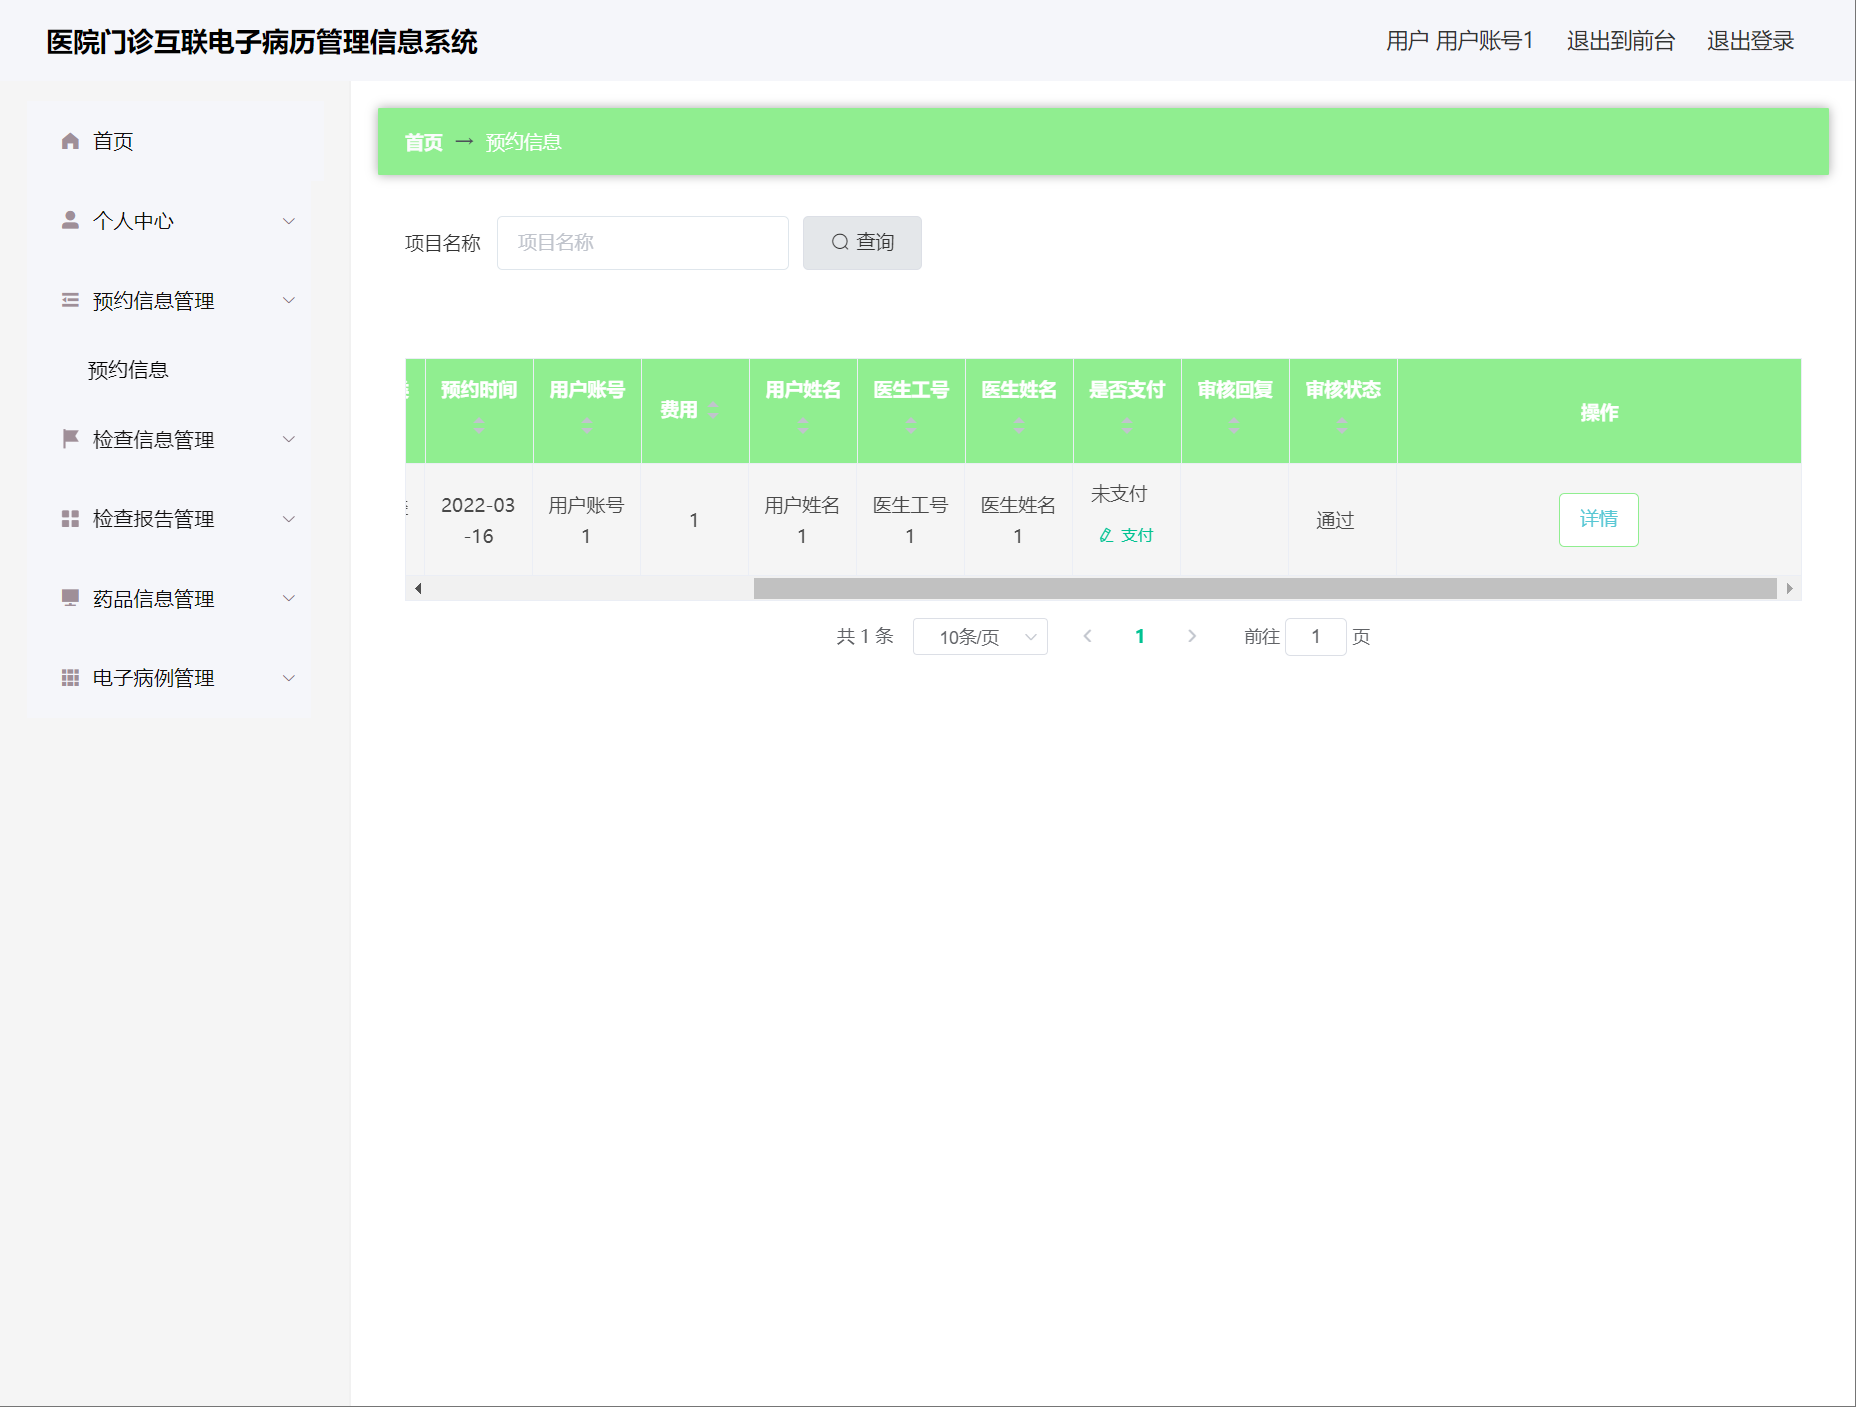 医院门诊互联电子病历管理信息系统
用户 用户账号1 退出到前台 退出登录
首页
个人中心
预约信息管理
预约信息
检查信息管理
检查报告管理
药品信息管理
电子病例管理
首页 → 预约信息
项目名称 项目名称 查询
预约时间 用户账号 费用 用户姓名 医生工号 医生姓名 是否支付 审核回复 审核状态 操作
2022-03 用户账号 1 用户姓名 医生工号 医生姓名 未支付 通过 详情
-16 1 1 1 1 支付
共 1 条 10条/页 1 前往 1 页